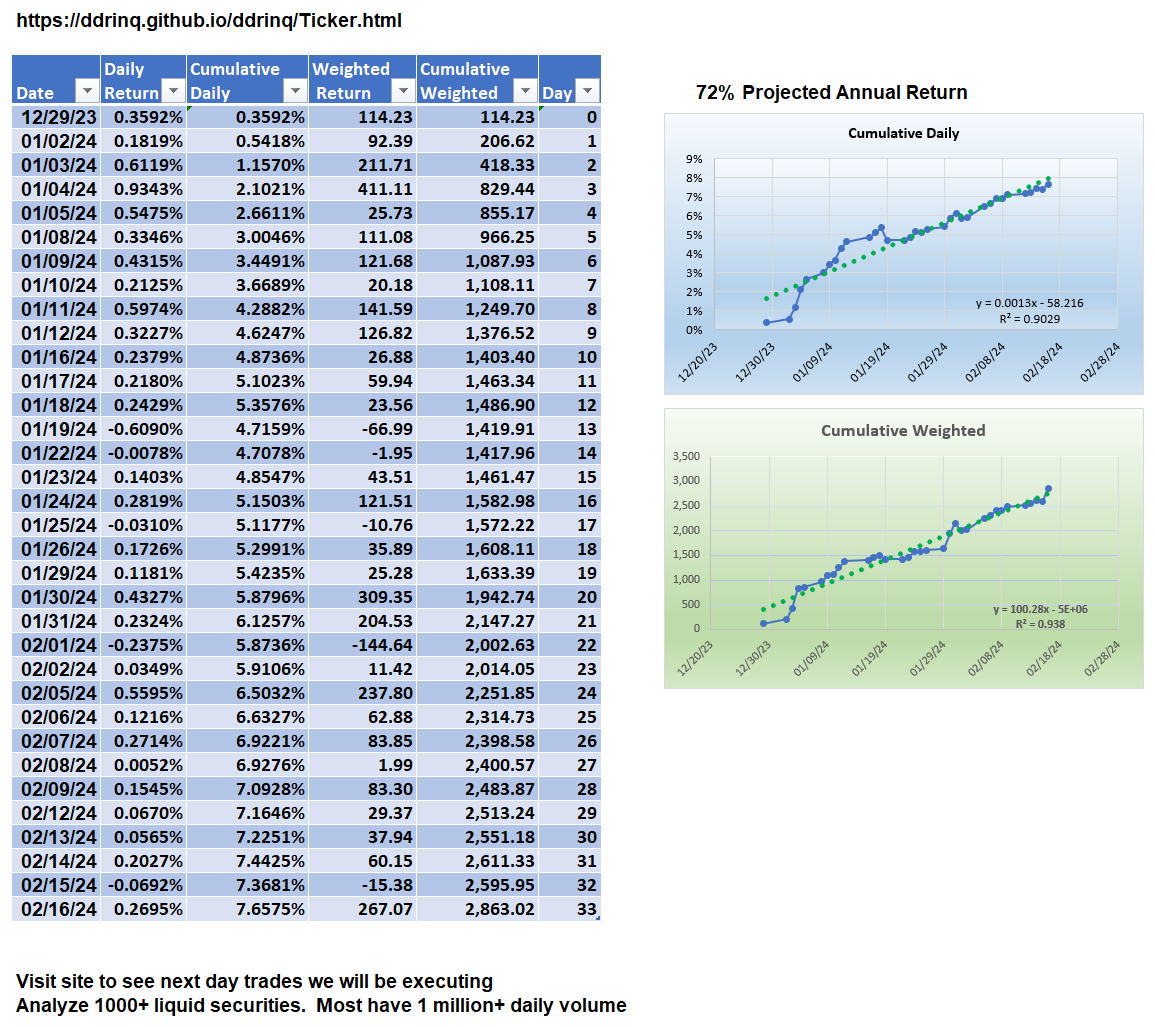 https://ddrinq.github.io/ddrinq/Ticker.html
Date Daily Return Cumulative Daily Weighted Return Cumulative Weighted Day
12/29/23 0.3592% 0.3592% 114.23 114.23 0
01/02/24 0.1819% 0.5418% 92.39 206.62 1
01/03/24 0.6119% 1.1570% 211.71 418.33 2
01/04/24 0.9343% 2.1021% 411.11 829.44 3
01/05/24 0.5475% 2.6611% 25.73 855.17 4
01/08/24 0.3346% 3.0046% 111.08 966.25 5
01/09/24 0.4315% 3.4491% 121.68 1,087.93 6
01/10/24 0.2125% 3.6689% 20.18 1,108.11 7
01/11/24 0.5974% 4.2882% 141.59 1,249.70 8
01/12/24 0.3227% 4.6247% 126.82 1,376.52 9
01/16/24 0.2379% 4.8736% 26.88 1,403.40 10
01/17/24 0.2180% 5.1023% 59.94 1,463.34 11
01/18/24 0.2429% 5.3576% 23.56 1,486.90 12
01/19/24 -0.6090% 4.7159% -66.99 1,419.91 13
01/22/24 -0.0078% 4.7078% -1.95 1,417.96 14
01/23/24 0.1403% 4.8547% 43.51 1,461.47 15
01/24/24 0.2819% 5.1503% 121.51 1,582.98 16
01/25/24 -0.0310% 5.1177% -10.76 1,572.22 17
01/26/24 0.1726% 5.2991% 35.89 1,608.11 18
01/29/24 0.1181% 5.4235% 25.28 1,633.39 19
01/30/24 0.4327% 5.8796% 309.35 1,942.74 20
01/31/24 0.2324% 6.1257% 204.53 2,147.27 21
02/01/24 -0.2375% 5.8736% -144.64 2,002.63 22
02/02/24 0.0349% 5.9106% 11.42 2,014.05 23
02/05/24 0.5595% 6.5032% 237.80 2,251.85 24
02/06/24 0.1216% 6.6327% 62.88 2,314.73 25
02/07/24 0.2714% 6.9221% 83.85 2,398.58 26
02/08/24 0.0052% 6.9276% 1.99 2,400.57 27
02/09/24 0.1545% 7.0928% 83.30 2,483.87 28
02/12/24 0.0670% 7.1646% 29.37 2,513.24 29
02/13/24 0.0565% 7.2251% 37.94 2,551.18 30
02/14/24 0.2027% 7.4425% 60.15 2,611.33 31
02/15/24 -0.0692% 7.3681% -15.38 2,595.95 32
02/16/24 0.2695% 7.6575% 267.07 2,863.02 33
72% Projected Annual Return
Cumulative Daily
9%
8%
7%
6%
5%
4%
3%
2%
1%
0%
y = 0.0013x - 58.216
R² = 0.9029
12/20/23 12/30/23 01/09/24 01/19/24 01/29/24 02/08/24 02/18/24 02/28/24
Cumulative Weighted
3,500
3,000
2,500
2,000
1,500
1,000
500
0
y = 100.28x - 5E+06
R² = 0.938
12/20/23 12/30/23 01/09/24 01/19/24 01/29/24 02/08/24 02/18/24 02/28/24
Visit site to see next day trades we will be executing
Analyze 1000+ liquid securities.  Most have 1 million+ daily volume